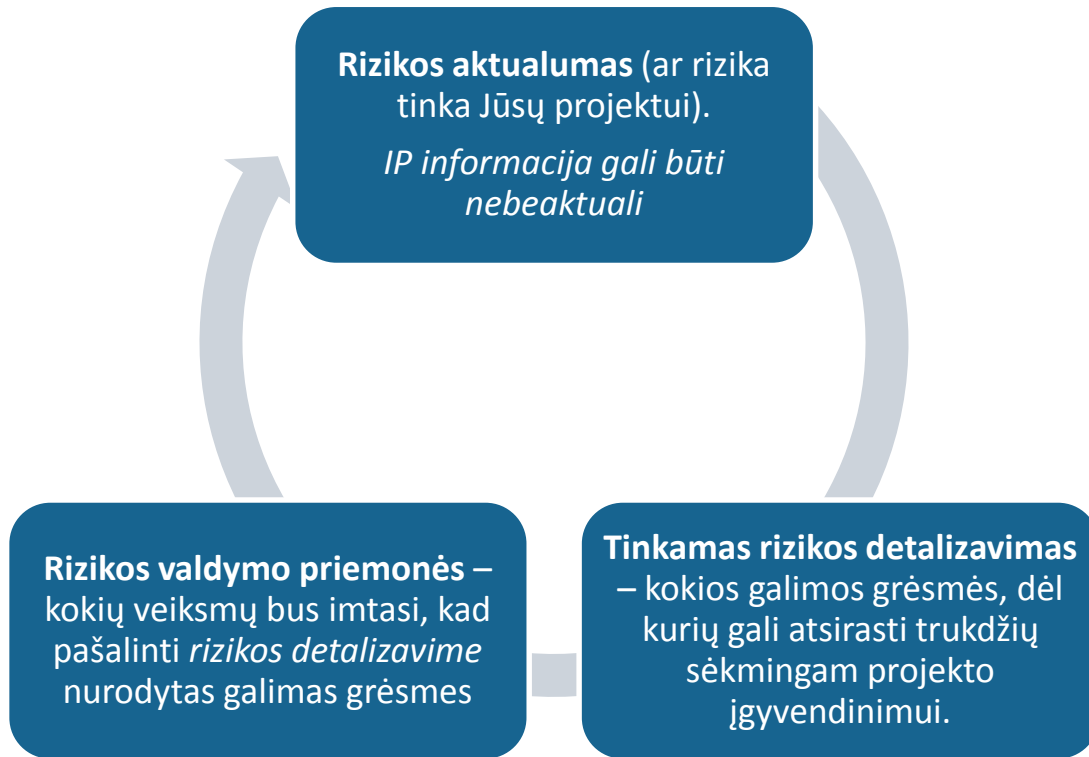 Rizikos aktualumas (ar rizika
tinka Jūsų projektui).
IP informacija gali būti
nebeaktuali
Tinkamas rizikos detalizavimas
– kokios galimos grėsmės, dėl
kurių gali atsirasti trukdžių
sėkmingam projekto
įgyvendinimui.
Rizikos valdymo priemonės –
kokių veiksmų bus imtasi, kad
pašalinti rizikos detalizavime
nurodytas galimas grėsmes